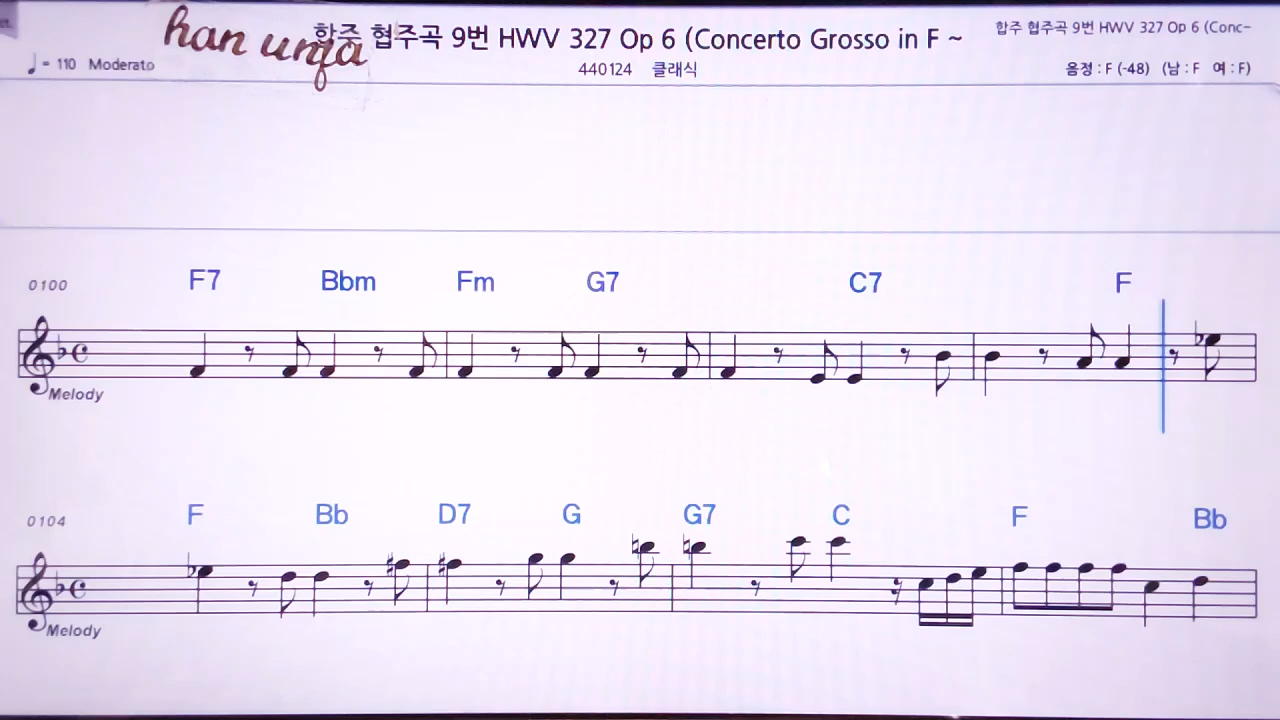 han unja
합주 협주곡 9번 HWV 327 Op 6 (Concerto Grosso in F ~
합주 협주곡 9번 HWV 327 Op 6 (Conc~
♩= 110 Moderato
440124 클래식
음정 : F (-48) (남 : F 여 : F)
0100 F7 Bbm Fm G7 C7 F
Melody
0104 F Bb D7 G G7 C F Bb
Melody